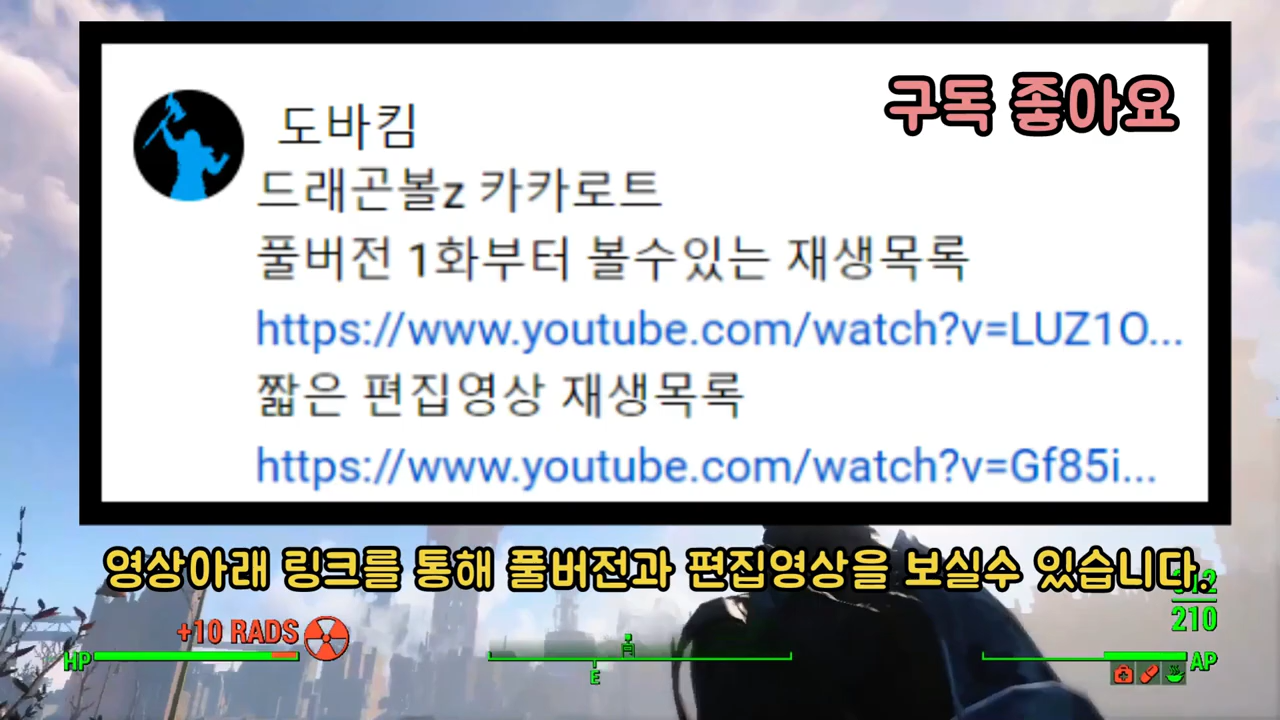 구독 좋아요
도바킴
드래곤볼z 카카로트
풀버전 1화부터 볼수있는 재생목록
https://www.youtube.com/watch?v=LUZ1O...
짧은 편집영상 재생목록
https://www.youtube.com/watch?v=Gf85i...
영상아래 링크를 통해 풀버전과 편집영상을 보실수 있습니다.
210
+10 RADS
HP
E
AP